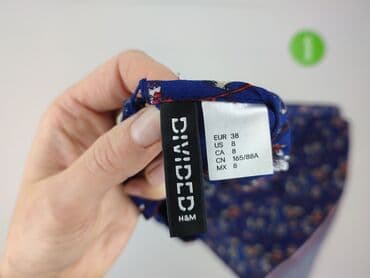 DIVIDED
H&M
EUR 38
US 8
CA 8
CN 165/88A
MX 8